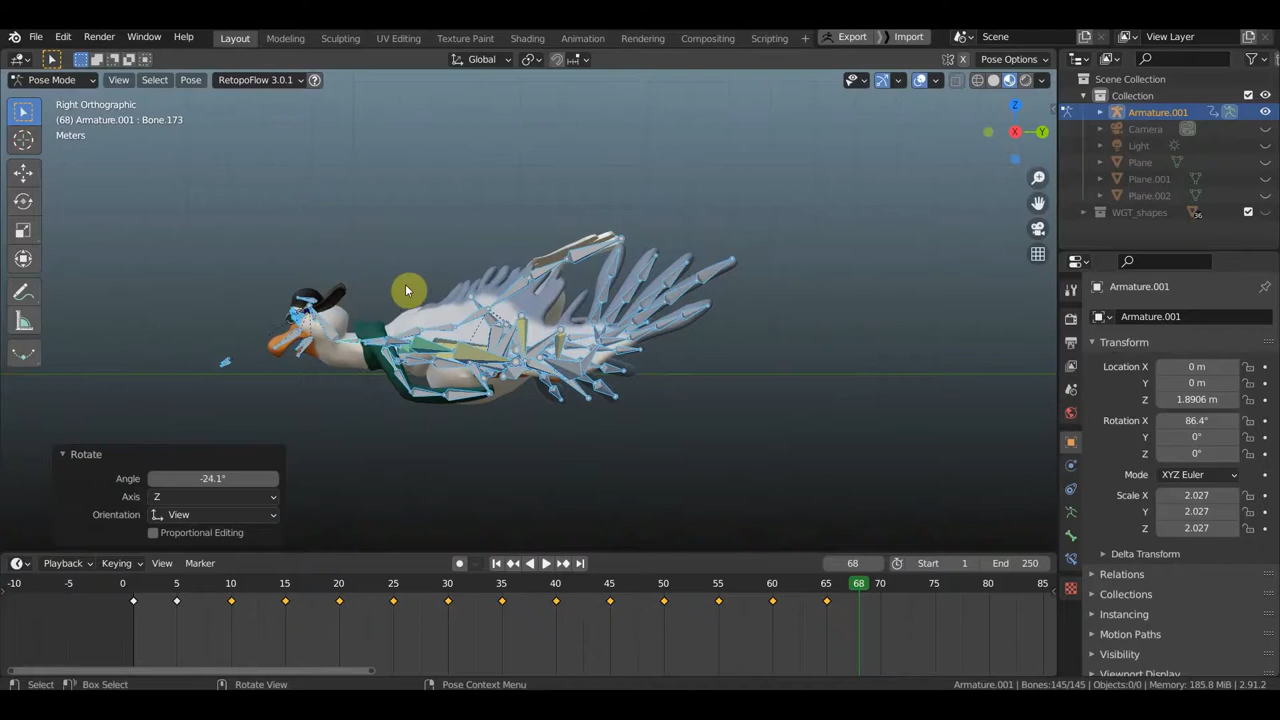 File Edit Render Window Help Layout Modeling Sculpting UV Editing Texture Paint Shading Animation Rendering Compositing Scripting + Export Import Scene View Layer
Global Pose Options
Pose Mode View Select Pose RetopoFlow 3.0.1
Right Orthographic
(68) Armature.001 : Bone.173
Meters
Z
X
Y
Scene Collection
Collection
Armature.001
Camera
Light
Plane
Plane.001
Plane.002
WGT_shapes 36
Armature.001
Armature.001
Transform
Location X 0 m
Y 0 m
Z 1.8906 m
Rotation X 86.4°
Y 0°
Z 0°
Mode XYZ Euler
Scale X 2.027
Y 2.027
Z 2.027
Delta Transform
Relations
Collections
Instancing
Motion Paths
Visibility
Viewport Display
Rotate
Angle -24.1°
Axis Z
Orientation View
Proportional Editing
Playback Keying View Marker 68 Start 1 End 250
-10 -5 0 5 10 15 20 25 30 35 40 45 50 55 60 65 68 70 75 80 85
Select Box Select Rotate View Pose Context Menu Armature.001 | Bones:145/145 | Objects:0/0 | Memory: 185.8 MiB | 2.91.2